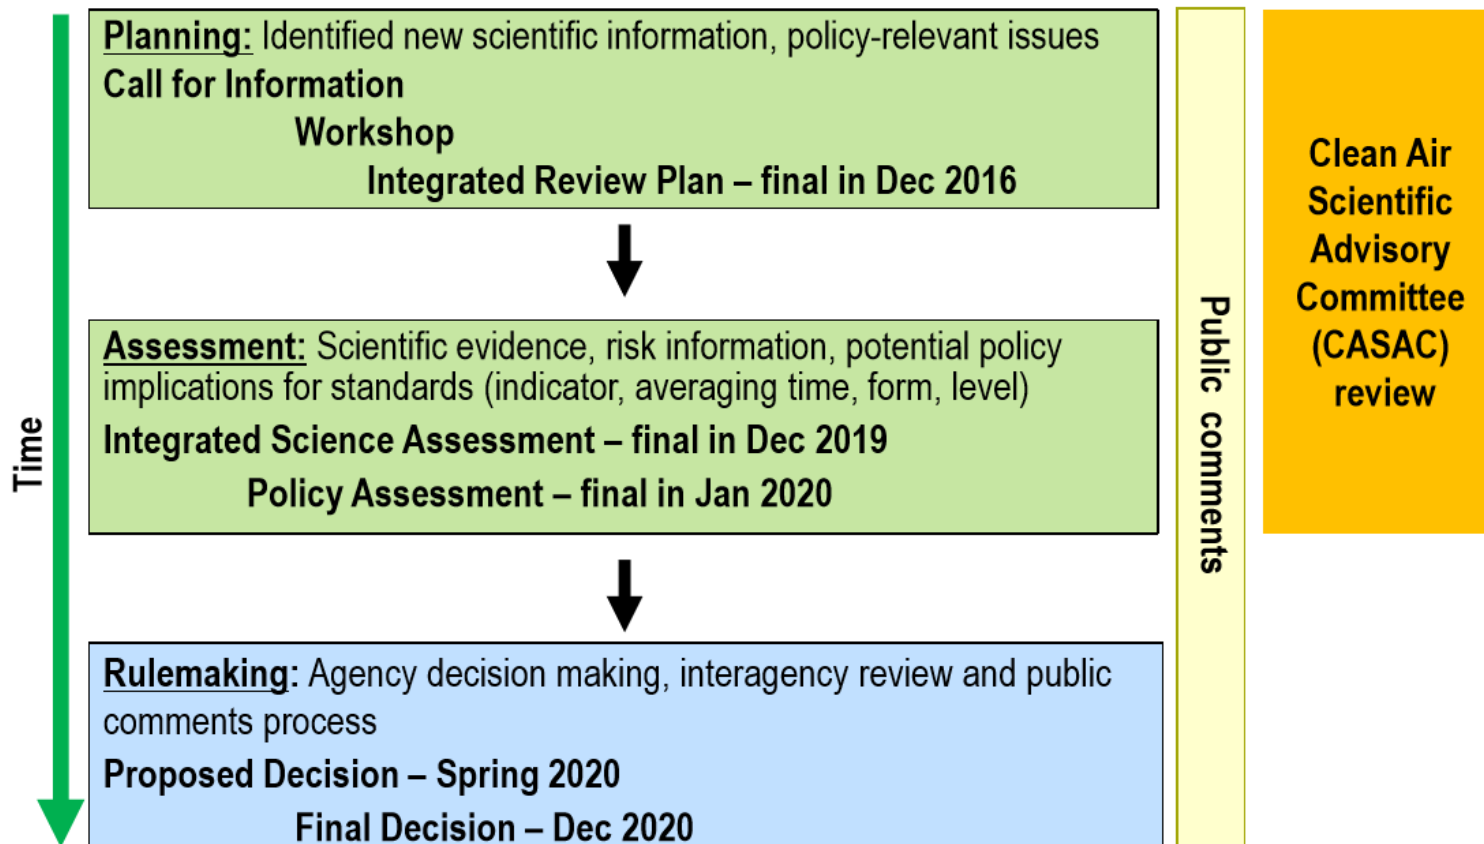 Planning: Identified new scientific information, policy-relevant issues
Call for Information
Workshop
Integrated Review Plan – final in Dec 2016
Assessment: Scientific evidence, risk information, potential policy
implications for standards (indicator, averaging time, form, level)
Integrated Science Assessment – final in Dec 2019
Policy Assessment – final in Jan 2020
Rulemaking: Agency decision making, interagency review and public
comments process
Proposed Decision – Spring 2020
Final Decision – Dec 2020
Time
Public comments
Clean Air
Scientific
Advisory
Committee
(CASAC)
review